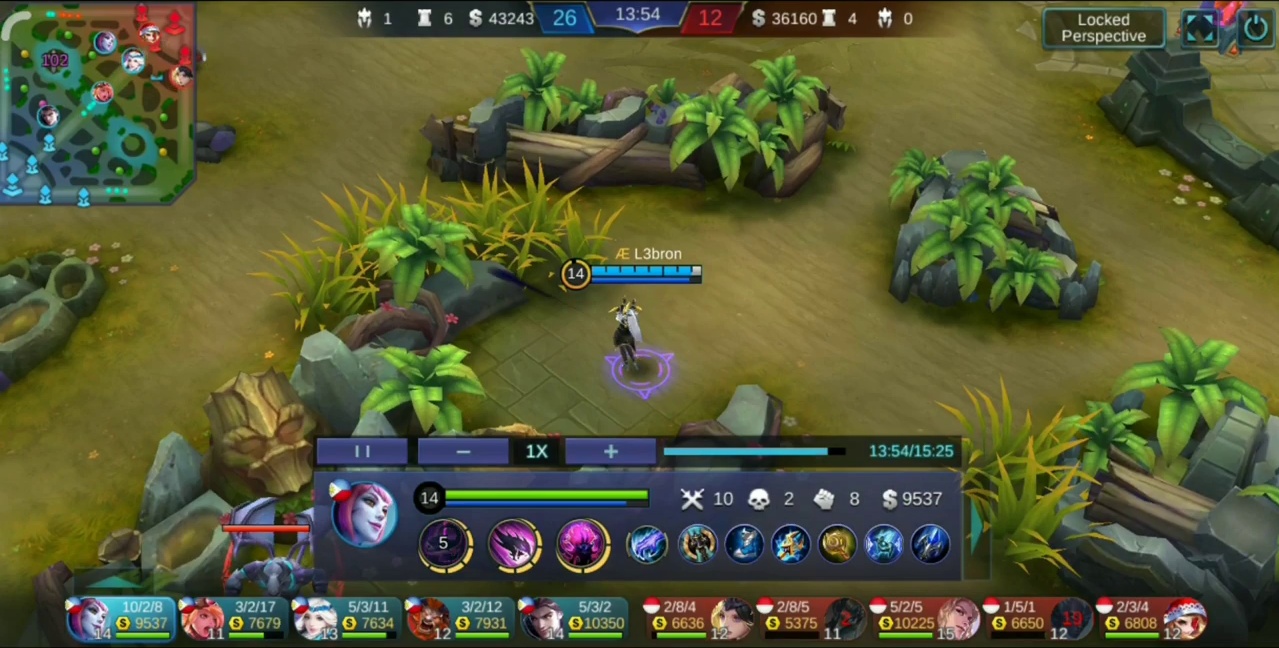 1 6 $ 43243 26 13:54 12 $ 36160 4 0
Locked
Perspective
102
Æ L3bron
14
II − 1X + 13:54/15:25
14 10 2 8 $ 9537
5
10/2/8 3/2/17 5/3/11 3/2/12 5/3/2 2/8/4 2/8/5 5/2/5 1/5/1 2/3/4
$ 9537 $ 7679 $ 7634 $ 7931 $ 10350 $ 6636 $ 5375 $ 10225 $ 6650 19 $ 6808
14 11 13 12 14 12 11 15 12 12